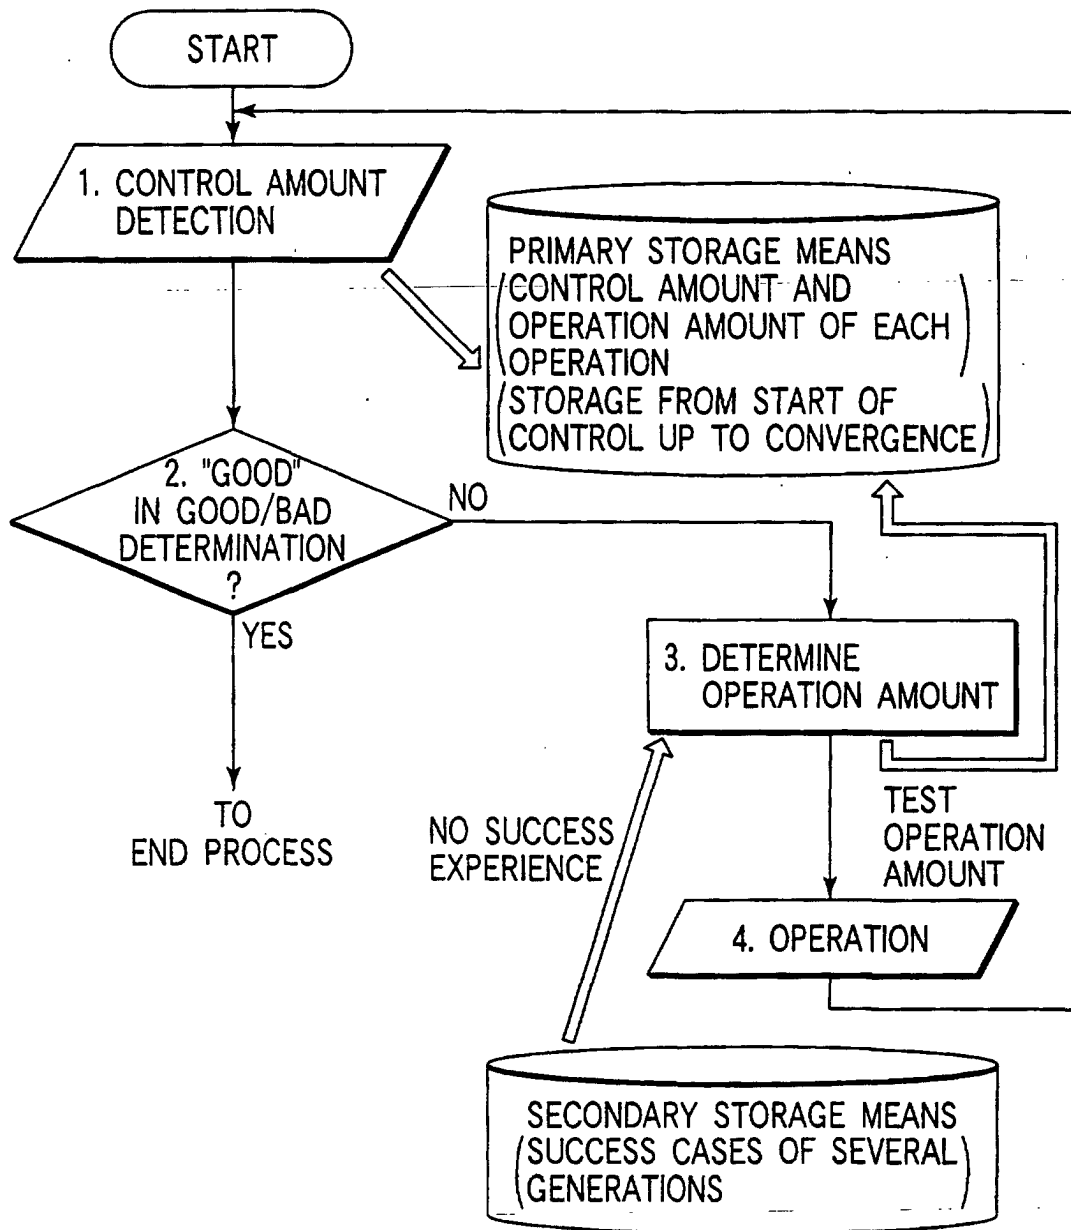 START
1. CONTROL AMOUNT
DETECTION
PRIMARY STORAGE MEANS
(CONTROL AMOUNT AND
OPERATION AMOUNT OF EACH
OPERATION)
(STORAGE FROM START OF
CONTROL UP TO CONVERGENCE)
2. "GOOD"
IN GOOD/BAD
DETERMINATION
?
NO
YES
TO
END PROCESS
3. DETERMINE
OPERATION AMOUNT
TEST
OPERATION
AMOUNT
NO SUCCESS
EXPERIENCE
4. OPERATION
SECONDARY STORAGE MEANS
(SUCCESS CASES OF SEVERAL
GENERATIONS)